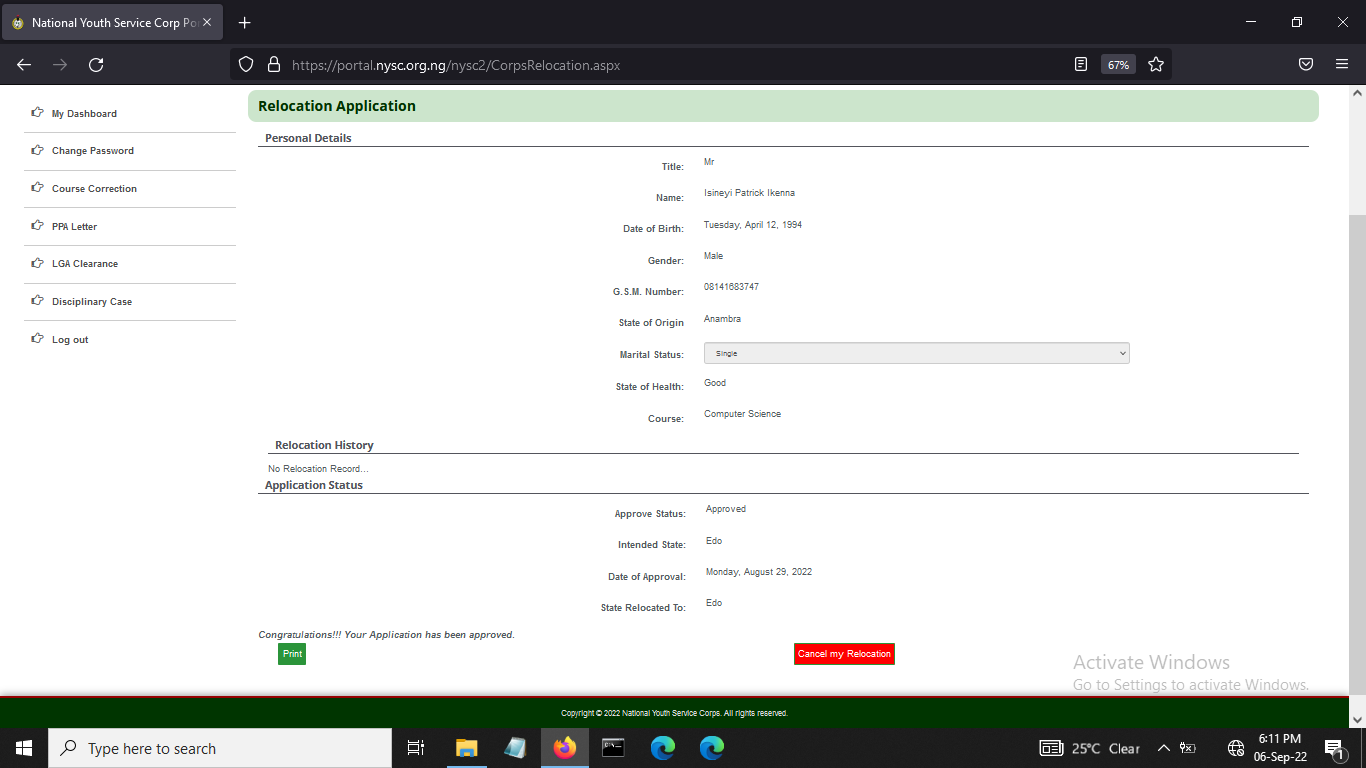 National Youth Service Corp Po
https://portal.nysc.org.ng/nysc2/CorpsRelocation.aspx
67%
My Dashboard
Change Password
Course Correction
PPA Letter
LGA Clearance
Disciplinary Case
Log out
Relocation Application
Personal Details
Title: Mr
Name: Isineyi Patrick Ikenna
Date of Birth: Tuesday, April 12, 1994
Gender: Male
G.S.M. Number: 08141683747
State of Origin Anambra
Marital Status: Single
State of Health: Good
Course: Computer Science
Relocation History
No Relocation Record...
Application Status
Approve Status: Approved
Intended State: Edo
Date of Approval: Monday, August 29, 2022
State Relocated To: Edo
Congratulations!!! Your Application has been approved.
Print
Cancel my Relocation
Activate Windows
Go to Settings to activate Windows.
Copyright © 2022 National Youth Service Corps. All rights reserved.
Type here to search
25°C Clear
6:11 PM
06-Sep-22
1